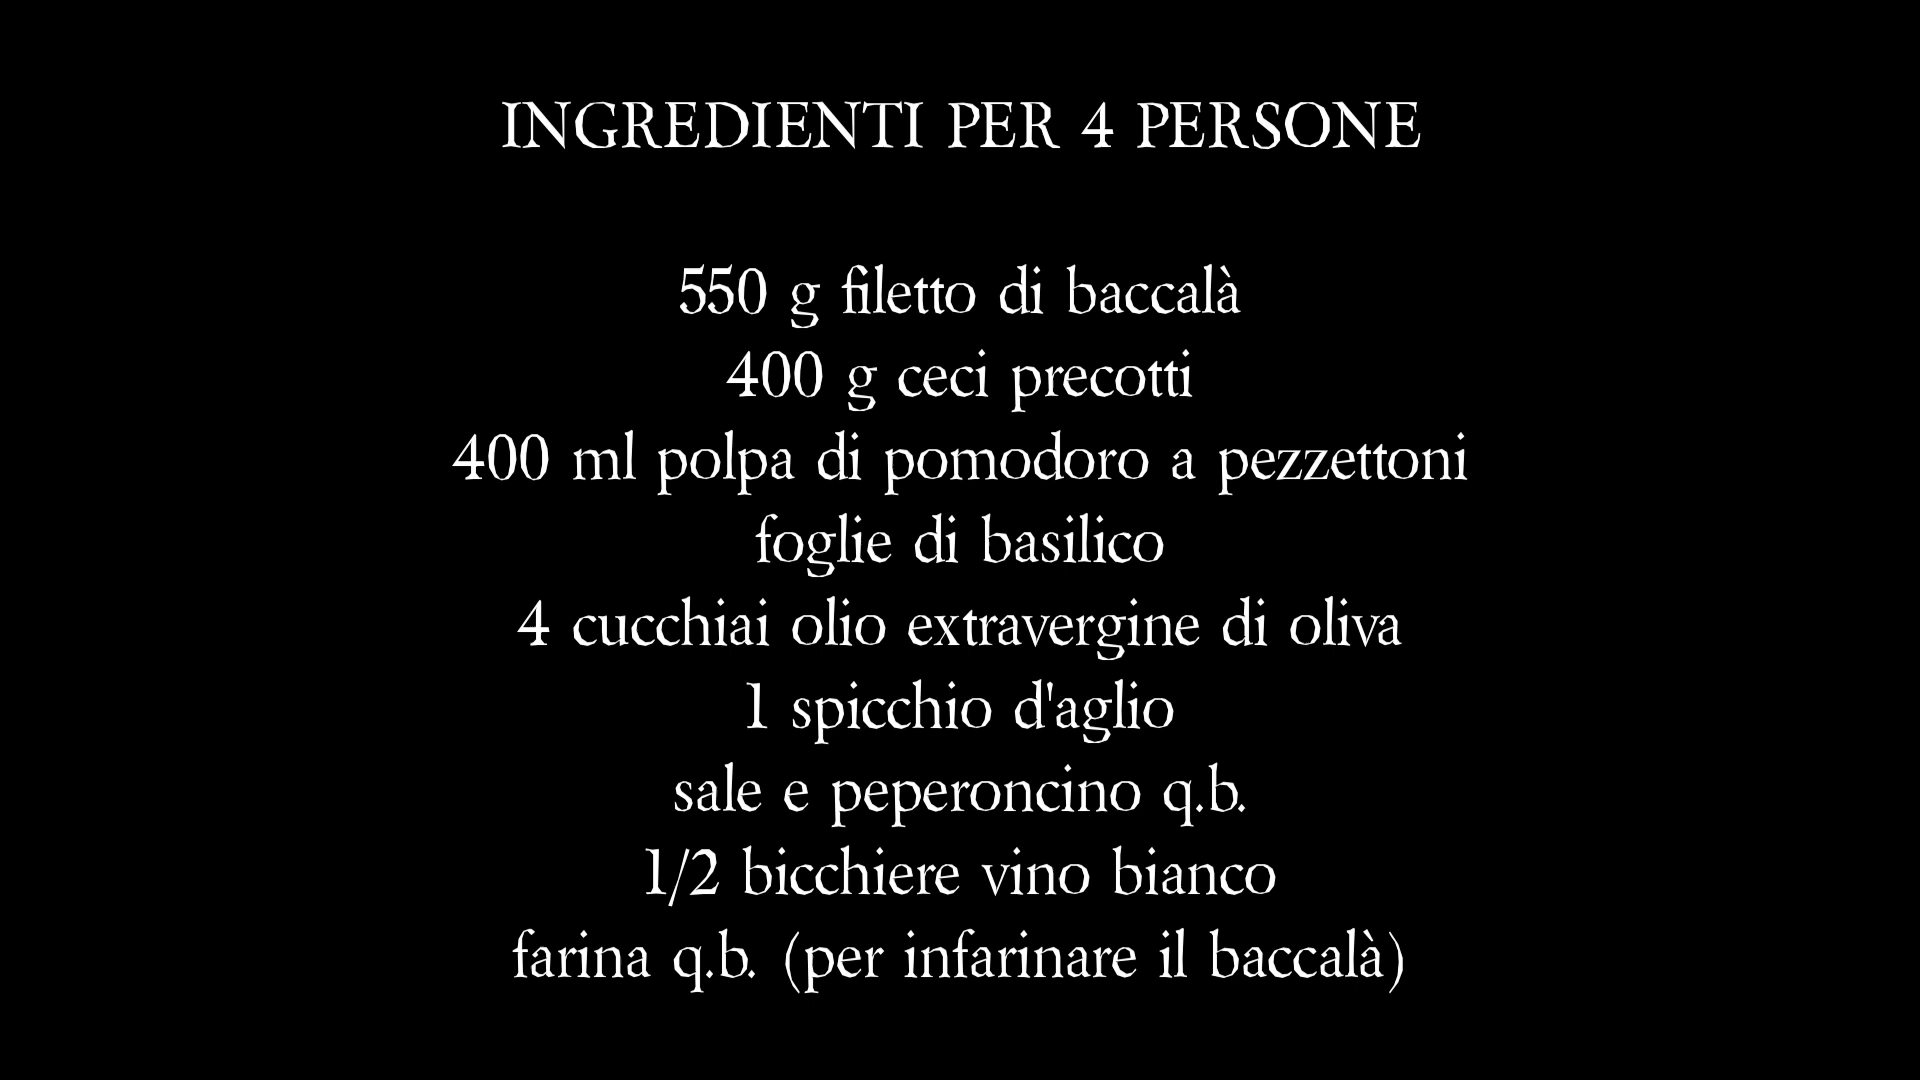 INGREDIENTI PER 4 PERSONE
550 g filetto di baccalà
400 g ceci precotti
400 ml polpa di pomodoro a pezzettoni
foglie di basilico
4 cucchiai olio extravergine di oliva
1 spicchio d'aglio
sale e peperoncino q.b.
1/2 bicchiere vino bianco
farina q.b. (per infarinare il baccalà)